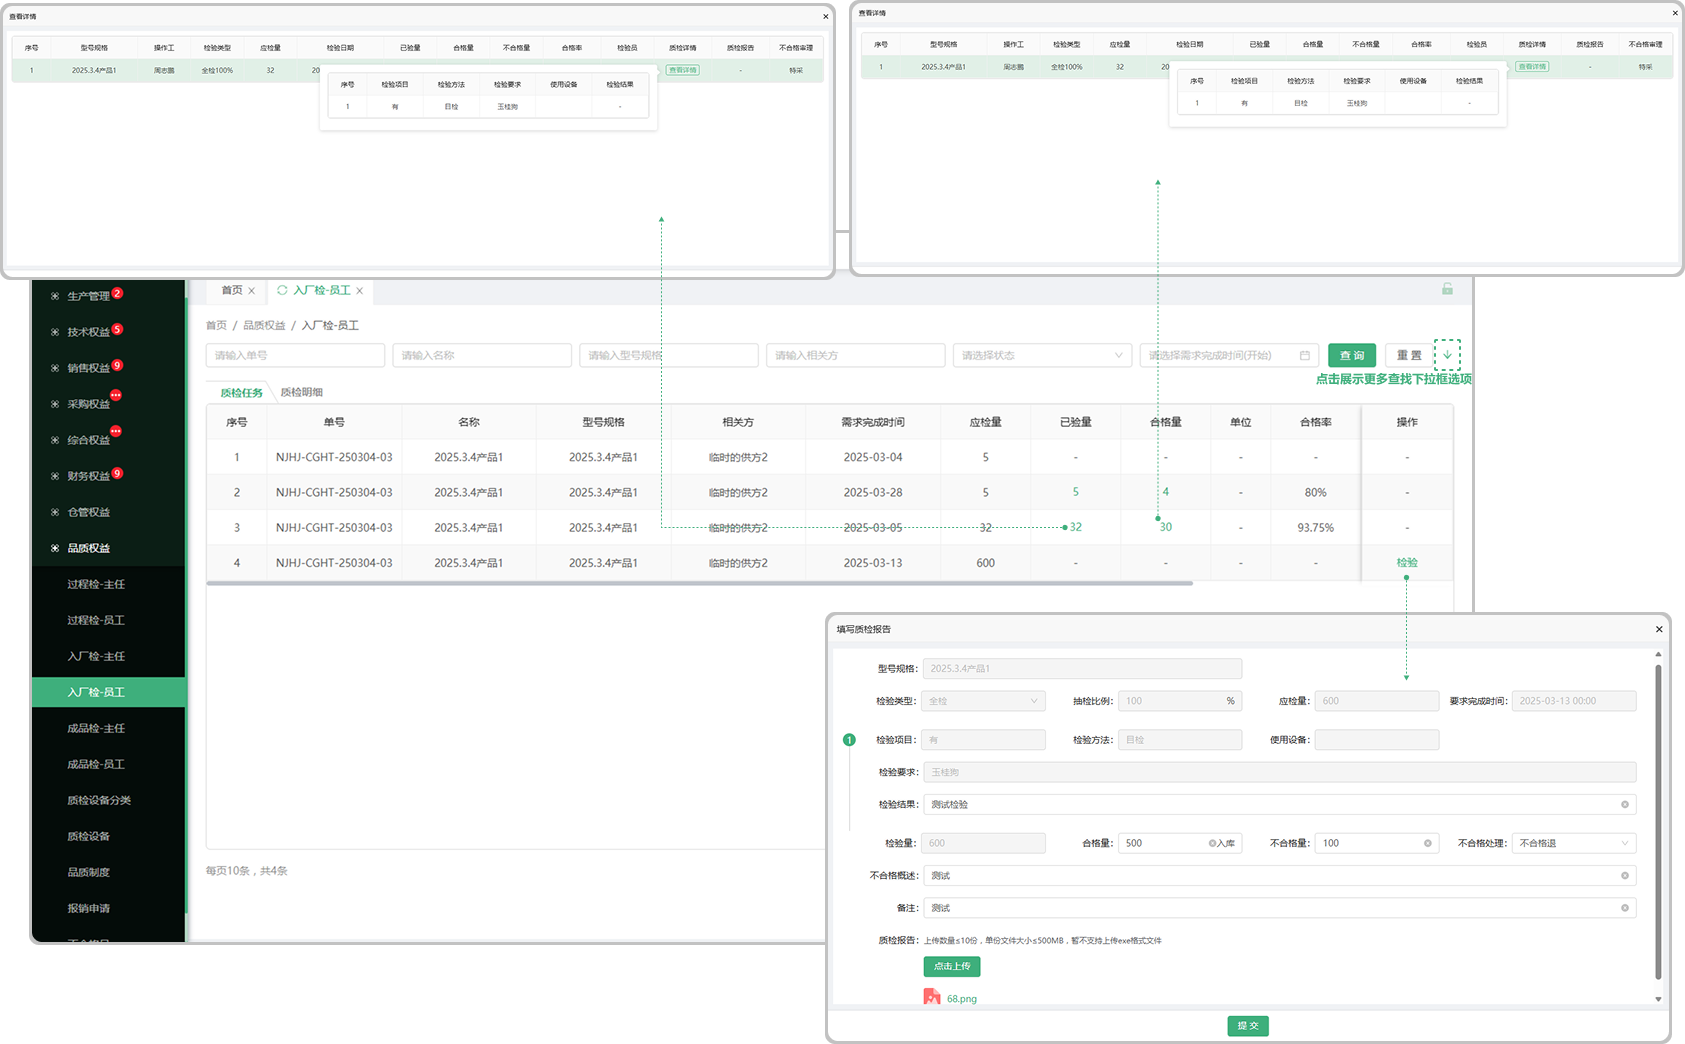 查看详情
序号 型号规格 操作工 检验类型 应检量 检验日期 已验量 合格量 不合格量 合格率 检验员 质检详情 质检报告 不合格审理
1 2025.3.4产品1 周志鹏 全检100% 32 20 查看详情 - 特采
序号 检验项目 检验方法 检验要求 使用设备 检验结果
1 有 目检 王桂狗 -
查看详情
序号 型号规格 操作工 检验类型 应检量 检验日期 已验量 合格量 不合格量 合格率 检验员 质检详情 质检报告 不合格审理
1 2025.3.4产品1 周志鹏 全检100% 32 20 查看详情 - 特采
序号 检验项目 检验方法 检验要求 使用设备 检验结果
1 有 目检 王桂狗 -
生产管理 2
技术权益 5
销售权益 9
采购权益
综合权益
财务权益 9
仓管权益
品质权益
过程检-主任
过程检-员工
入厂检-主任
入厂检-员工
成品检-主任
成品检-员工
质检设备分类
质检设备
品质制度
报销申请
首页 入厂检-员工
首页 / 品质权益 / 入厂检-员工
请输入单号 请输入名称 请输入型号规格 请输入相关方 请选择状态 请选择需求完成时间(开始) 查 询 重 置
点击展示更多查找下拉框选项
质检任务 质检明细
序号 单号 名称 型号规格 相关方 需求完成时间 应检量 已验量 合格量 单位 合格率 操作
1 NJHJ-CGHT-250304-03 2025.3.4产品1 2025.3.4产品1 临时的供方2 2025-03-04 5 - - - - -
2 NJHJ-CGHT-250304-03 2025.3.4产品1 2025.3.4产品1 临时的供方2 2025-03-28 5 5 4 - 80% -
3 NJHJ-CGHT-250304-03 2025.3.4产品1 2025.3.4产品1 临时的供方2 2025-03-05 32 32 30 - 93.75% -
4 NJHJ-CGHT-250304-03 2025.3.4产品1 2025.3.4产品1 临时的供方2 2025-03-13 600 - - - - 检验
每页10条，共4条
填写质检报告
型号规格: 2025.3.4产品1
检验类型: 全检 抽检比例: 100 % 应检量: 600 要求完成时间: 2025-03-13 00:00
1 检验项目: 有 检验方法: 目检 使用设备:
检验要求: 王桂狗
检验结果: 测试检验
检验量: 600 合格量: 500 入库 不合格量: 100 不合格处理: 不合格退
不合格概述: 测试
备注: 测试
质检报告: 上传数量≤10份，单份文件大小≤500MB，暂不支持上传exe格式文件
点击上传
68.png
提 交